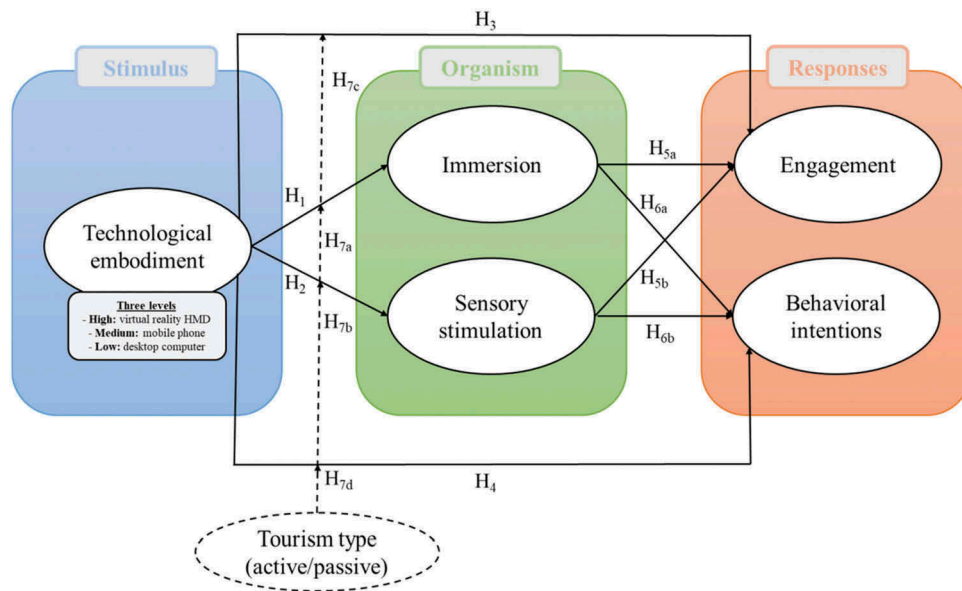 H3
Stimulus
Organism
Responses
H7c
Immersion
H5a
Engagement
H1
H6a
Technological
embodiment
H7a
H2
H5b
Three levels
- High: virtual reality HMD
- Medium: mobile phone
- Low: desktop computer
H7b
Sensory
stimulation
H6b
Behavioral
intentions
H7d
H4
Tourism type
(active/passive)